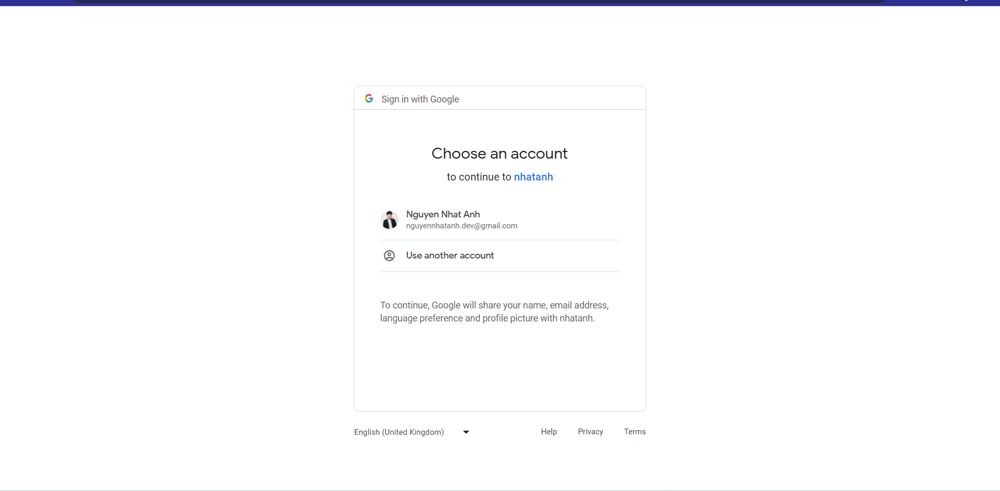 Sign in with Google
Choose an account
to continue to nhatanh
Nguyen Nhat Anh
nguyennhatanh.dev@gmail.com
Use another account
To continue, Google will share your name, email address,
language preference and profile picture with nhatanh.
English (United Kingdom)
Help Privacy Terms